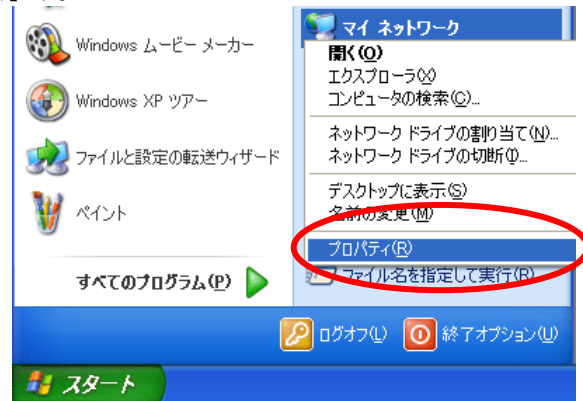 Windows ムービー メーカー
Windows XP ツアー
ファイルと設定の転送ウィザード
ペイント
すべてのプログラム(P)
マイ ネットワーク
開く(O)
エクスプローラ(X)
コンピュータの検索(C)...
ネットワーク ドライブの割り当て(N)...
ネットワーク ドライブの切断(I)...
デスクトップに表示(S)
名前の変更(M)
プロパティ(R)
ファイル名を指定して実行(R)
ログオフ(L)
終了オプション(U)
スタート